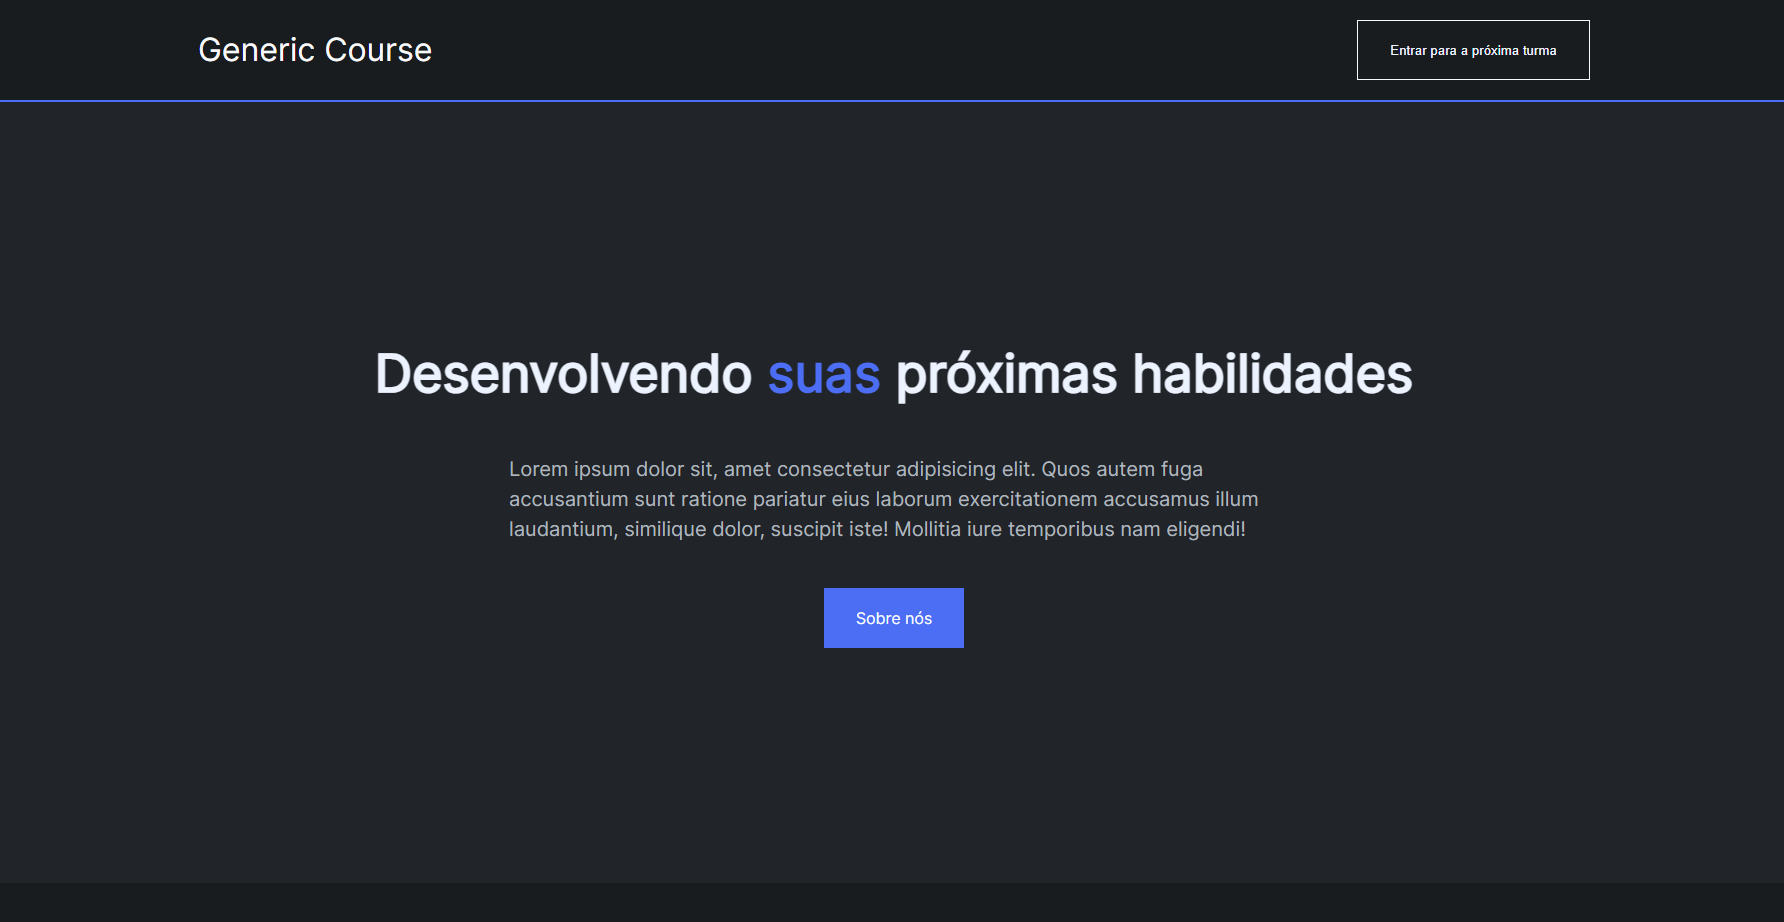 Generic Course
Entrar para a próxima turma
Desenvolvendo suas próximas habilidades
Lorem ipsum dolor sit, amet consectetur adipisicing elit. Quos autem fuga
accusantium sunt ratione pariatur eius laborum exercitationem accusamus illum
laudantium, similique dolor, suscipit iste! Mollitia iure temporibus nam eligendi!
Sobre nós